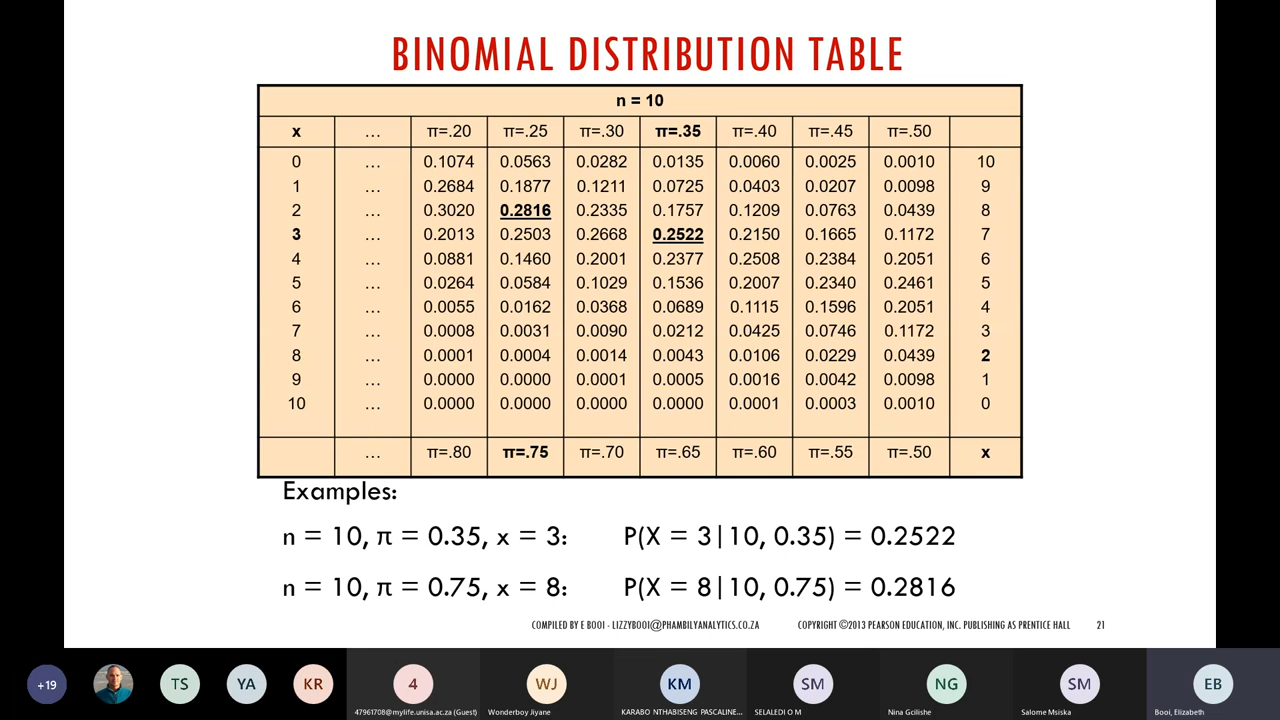 BINOMIAL DISTRIBUTION TABLE
n = 10
x … π=.20 π=.25 π=.30 π=.35 π=.40 π=.45 π=.50
0 … 0.1074 0.0563 0.0282 0.0135 0.0060 0.0025 0.0010 10
1 … 0.2684 0.1877 0.1211 0.0725 0.0403 0.0207 0.0098 9
2 … 0.3020 0.2816 0.2335 0.1757 0.1209 0.0763 0.0439 8
3 … 0.2013 0.2503 0.2668 0.2522 0.2150 0.1665 0.1172 7
4 … 0.0881 0.1460 0.2001 0.2377 0.2508 0.2384 0.2051 6
5 … 0.0264 0.0584 0.1029 0.1536 0.2007 0.2340 0.2461 5
6 … 0.0055 0.0162 0.0368 0.0689 0.1115 0.1596 0.2051 4
7 … 0.0008 0.0031 0.0090 0.0212 0.0425 0.0746 0.1172 3
8 … 0.0001 0.0004 0.0014 0.0043 0.0106 0.0229 0.0439 2
9 … 0.0000 0.0000 0.0001 0.0005 0.0016 0.0042 0.0098 1
10 … 0.0000 0.0000 0.0000 0.0000 0.0001 0.0003 0.0010 0
… π=.80 π=.75 π=.70 π=.65 π=.60 π=.55 π=.50 x
Examples:
n = 10, π = 0.35, x = 3: P(X = 3|10, 0.35) = 0.2522
n = 10, π = 0.75, x = 8: P(X = 8|10, 0.75) = 0.2816
COMPILED BY E BOOI - LIZZYBOOI@PHAMBILYANALYTICS.CO.ZA COPYRIGHT ©2013 PEARSON EDUCATION, INC. PUBLISHING AS PRENTICE HALL 21
+19 TS YA KR 4 WJ KM SM NG SM EB
47961708@mylife.unisa.ac.za (Guest) Wonderboy Jiyane KARABO NTHABISENG PASCALINE... SELALEDI O M Nina Gcilishe Salome Msiska Booi, Elizabeth